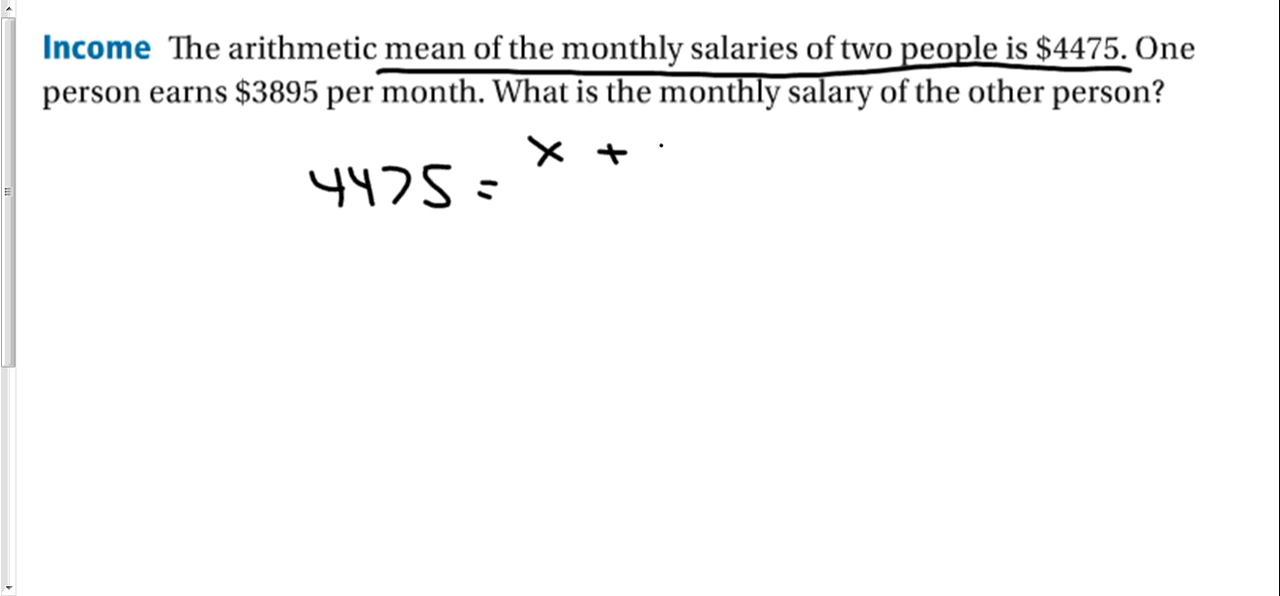 Income The arithmetic mean of the monthly salaries of two people is $4475. One
person earns $3895 per month. What is the monthly salary of the other person?
x +
4475 =